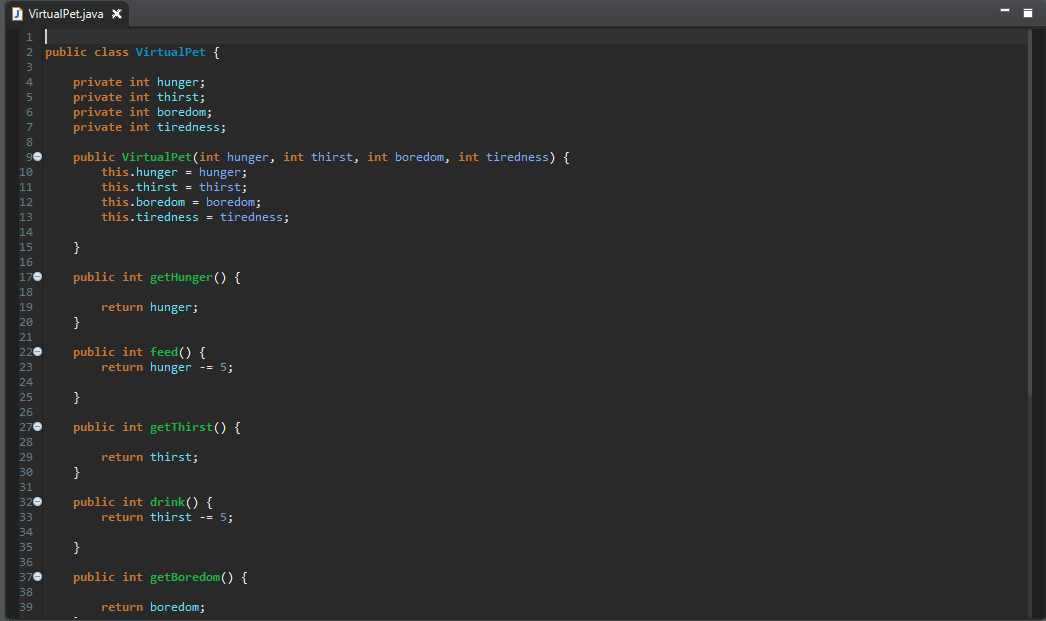 VirtualPet.java
1
2 public class VirtualPet {
3
4 private int hunger;
5 private int thirst;
6 private int boredom;
7 private int tiredness;
8
9 public VirtualPet(int hunger, int thirst, int boredom, int tiredness) {
10 this.hunger = hunger;
11 this.thirst = thirst;
12 this.boredom = boredom;
13 this.tiredness = tiredness;
14
15 }
16
17 public int getHunger() {
18
19 return hunger;
20 }
21
22 public int feed() {
23 return hunger -= 5;
24
25 }
26
27 public int getThirst() {
28
29 return thirst;
30 }
31
32 public int drink() {
33 return thirst -= 5;
34
35 }
36
37 public int getBoredom() {
38
39 return boredom;